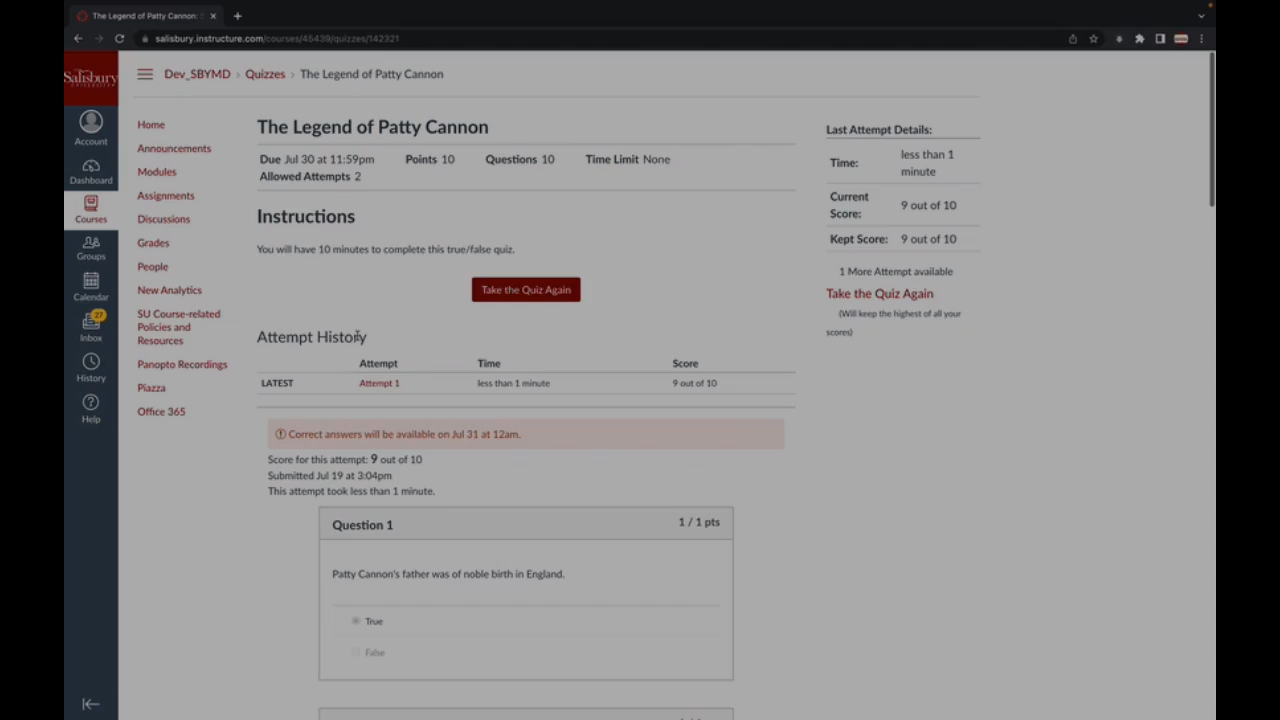 The Legend of Patty Cannon:
salisbury.instructure.com/courses/45439/quizzes/142321
Salisbury
UNIVERSITY
Account
Dashboard
Courses
Groups
Calendar
27
Inbox
History
Help
Dev_SBYMD › Quizzes › The Legend of Patty Cannon
Home
Announcements
Modules
Assignments
Discussions
Grades
People
New Analytics
SU Course-related
Policies and
Resources
Panopto Recordings
Piazza
Office 365
The Legend of Patty Cannon
Due Jul 30 at 11:59pm Points 10 Questions 10 Time Limit None
Allowed Attempts 2
Instructions
You will have 10 minutes to complete this true/false quiz.
Take the Quiz Again
Attempt History
Attempt Time Score
LATEST Attempt 1 less than 1 minute 9 out of 10
Correct answers will be available on Jul 31 at 12am.
Score for this attempt: 9 out of 10
Submitted Jul 19 at 3:04pm
This attempt took less than 1 minute.
Question 1 1 / 1 pts
Patty Cannon's father was of noble birth in England.
True
False
Last Attempt Details:
Time: less than 1
minute
Current
Score: 9 out of 10
Kept Score: 9 out of 10
1 More Attempt available
Take the Quiz Again
(Will keep the highest of all your
scores)